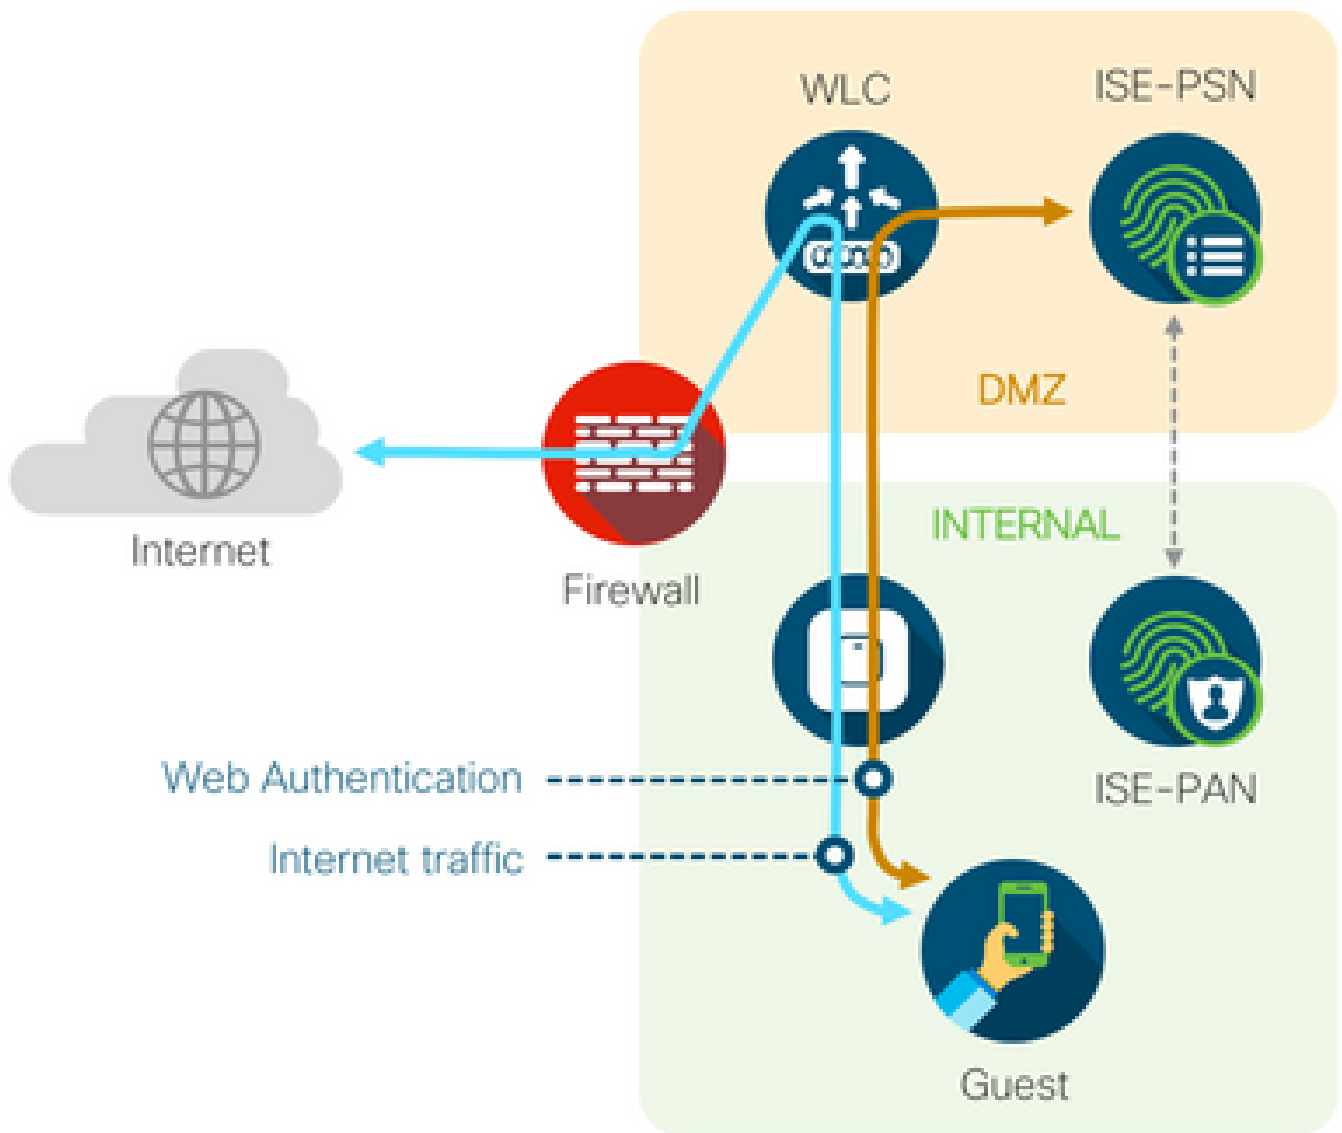 WLC
ISE-PSN
DMZ
INTERNAL
Internet
Firewall
Web Authentication
ISE-PAN
Internet traffic
Guest